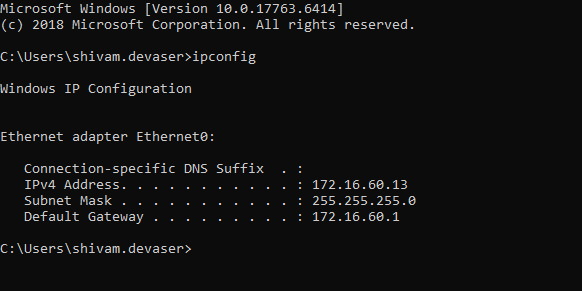 Microsoft Windows [Version 10.0.17763.6414]
(c) 2018 Microsoft Corporation. All rights reserved.
C:\Users\shivam.devaser>ipconfig
Windows IP Configuration
Ethernet adapter Ethernet0:
Connection-specific DNS Suffix  . :
IPv4 Address. . . . . . . . . . . : 172.16.60.13
Subnet Mask . . . . . . . . . . . : 255.255.255.0
Default Gateway . . . . . . . . . : 172.16.60.1
C:\Users\shivam.devaser>